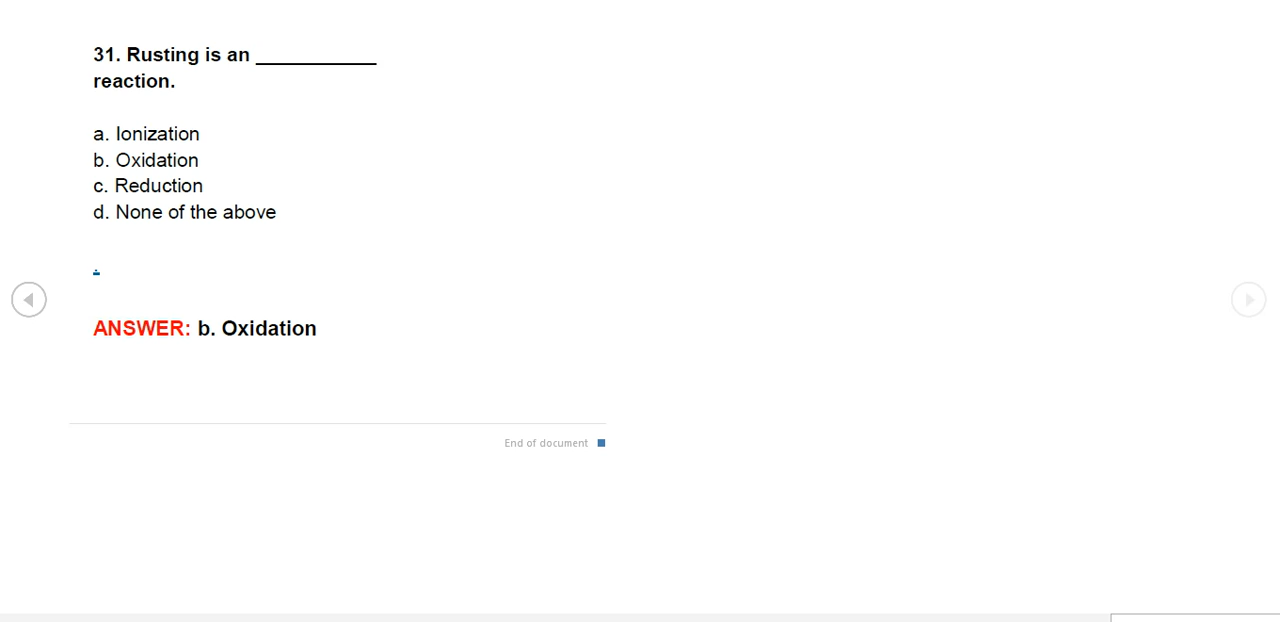 31. Rusting is an ___________
reaction.
a. Ionization
b. Oxidation
c. Reduction
d. None of the above
.
ANSWER: b. Oxidation
End of document